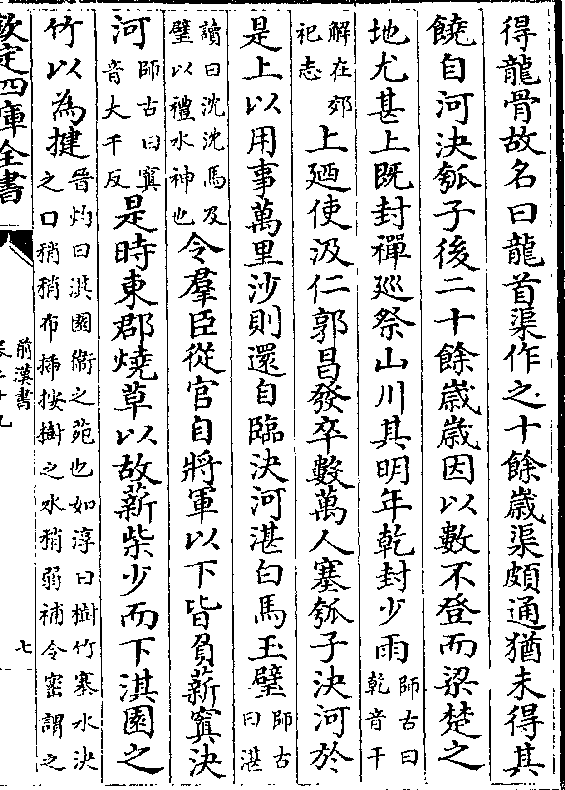 得龍骨故名曰龍首渠作之十餘歲渠頗通猶未得其
饒自河決瓠子後二十餘歲歲因以數不登而梁楚之
地尤甚上既封禪巡祭山川其明年乾封少雨師古曰乾音干
解在郊祀志上廼使汲仁郭昌發卒數萬人塞瓠子決河於
是上以用事萬里沙則還自臨決河湛白馬玉璧師古曰湛
讀曰沈沈馬及璧以禮水神也令羣臣從官自將軍以下皆負薪窴決
河師古曰窴音大千反是時東郡燒草以故薪柴少而下淇園之
竹以為揵晉灼曰淇園衛之苑也如淳曰樹竹塞水決之口稍稍布插按樹之水稍弱補令密謂之
欽定四庫全書
前漢書
七